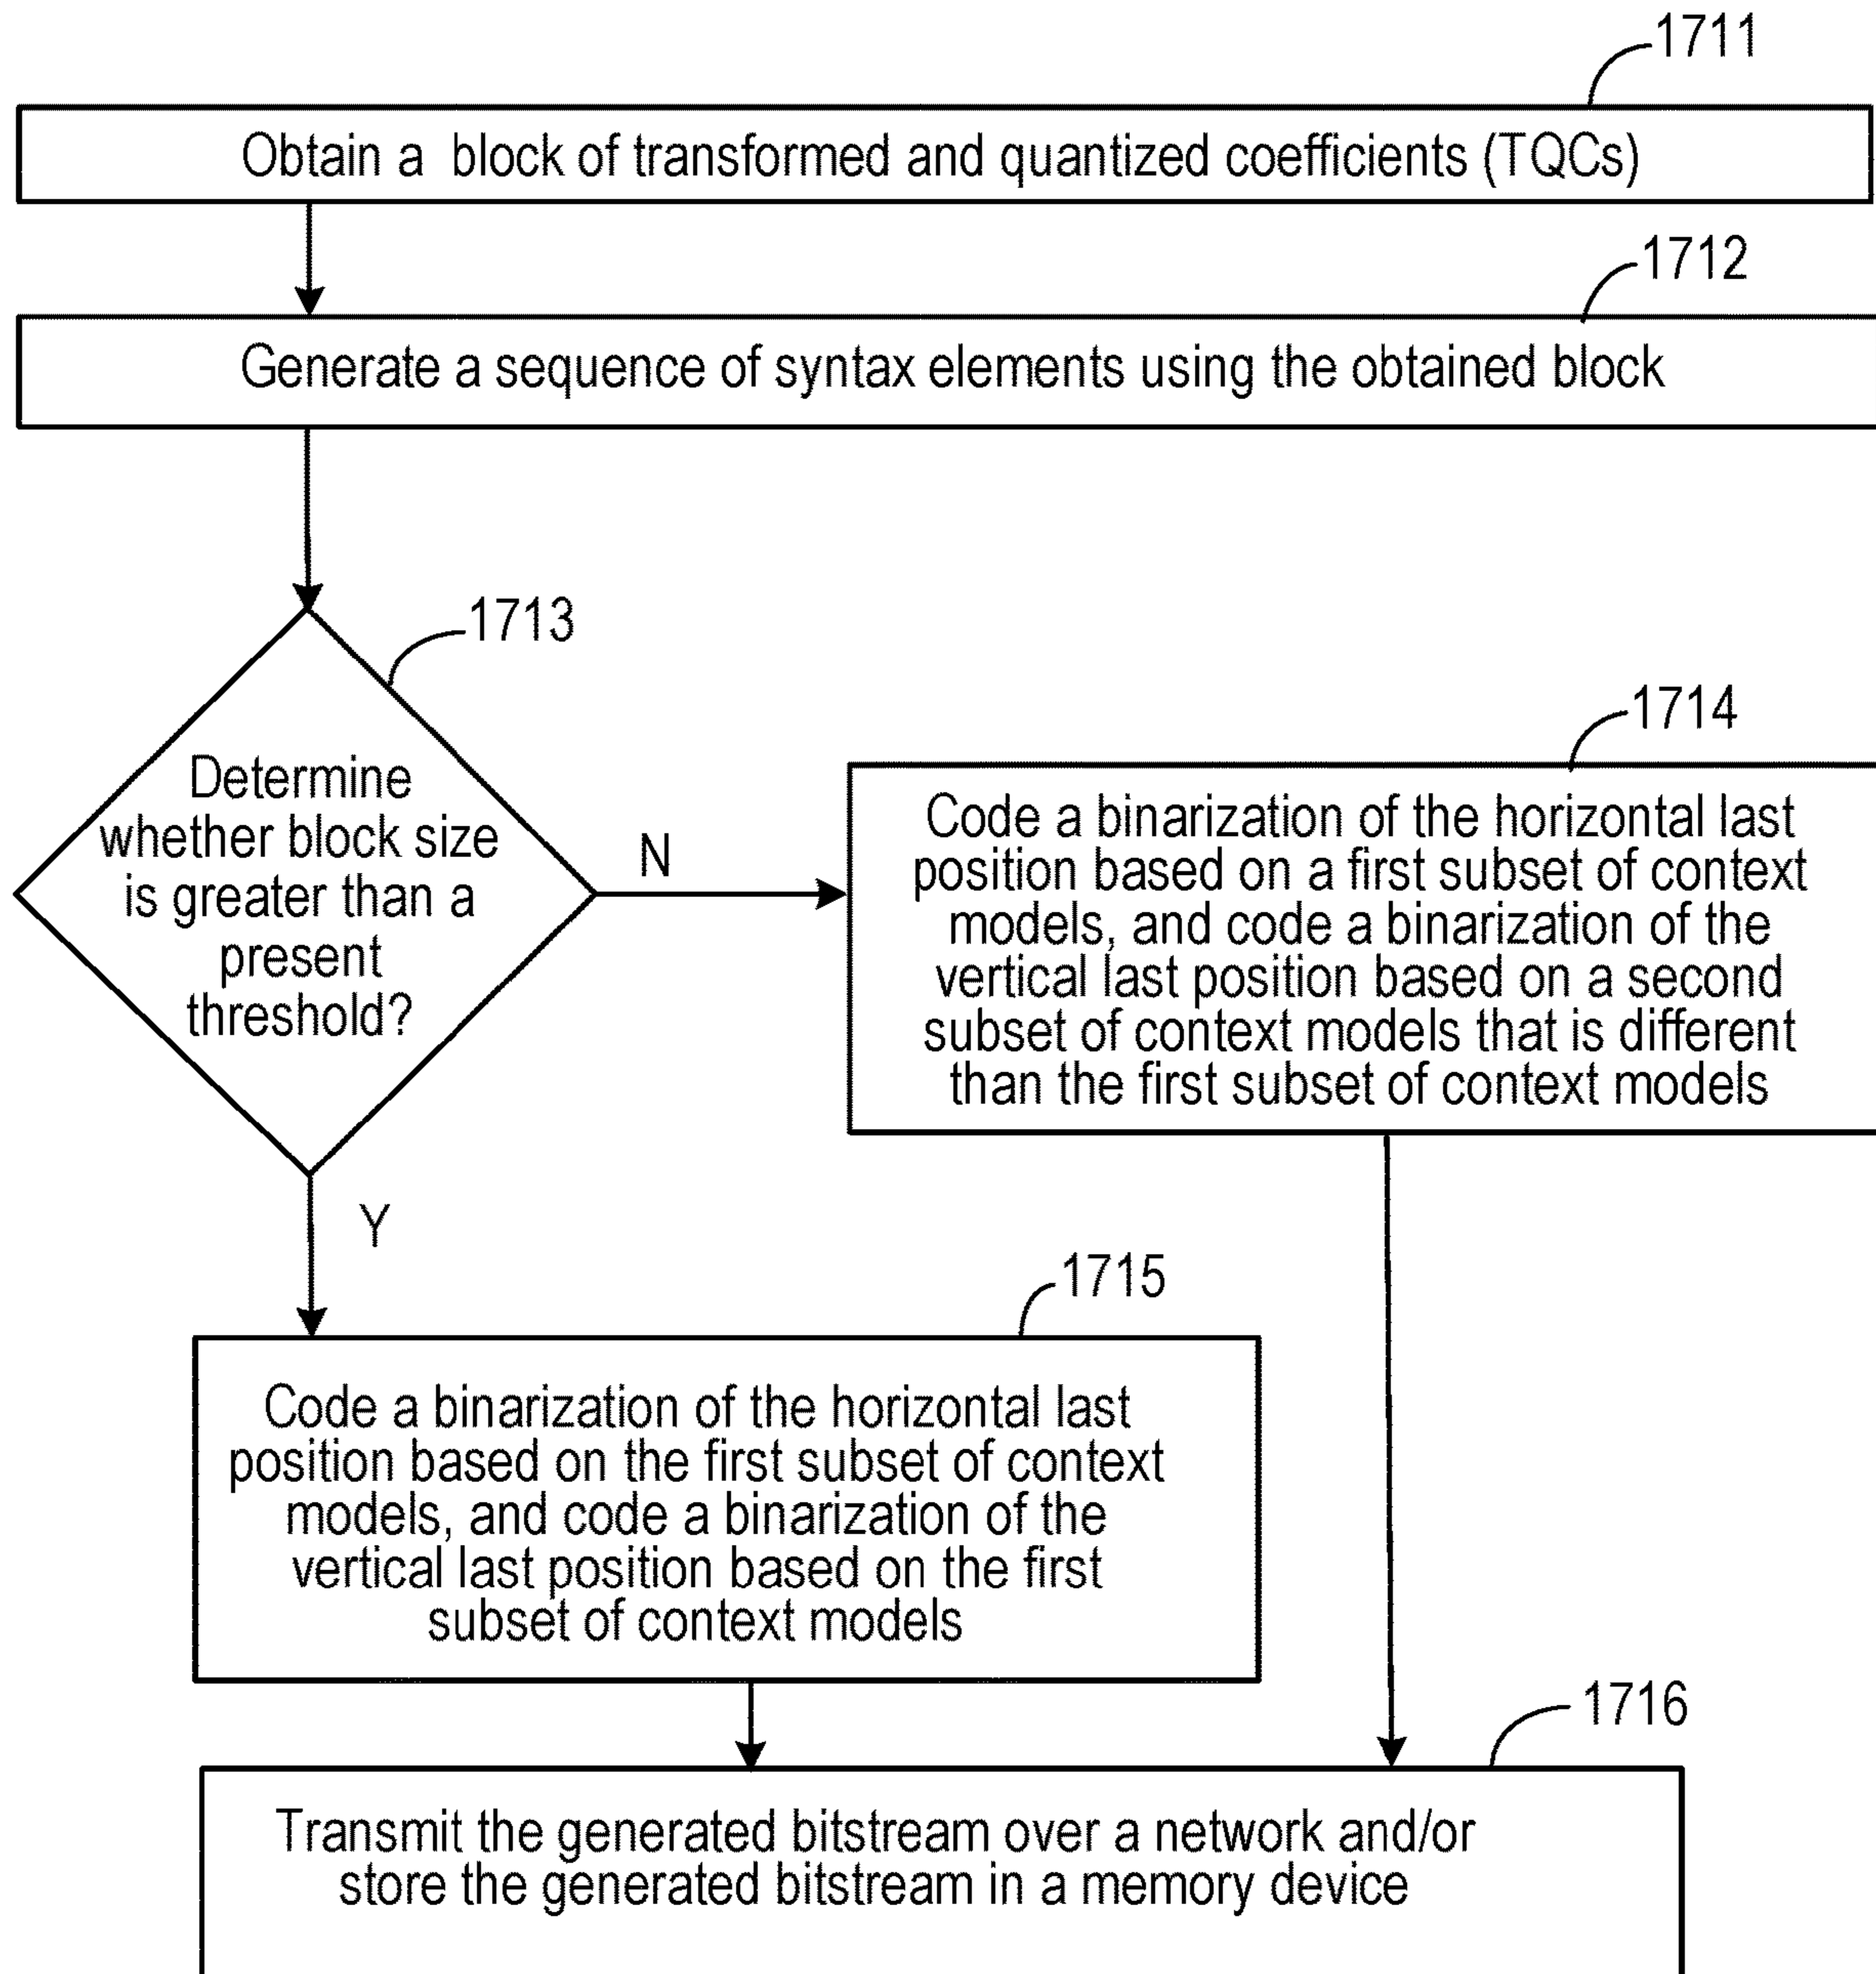 1711
Obtain a block of transformed and quantized coefficients (TQCs)
1712
Generate a sequence of syntax elements using the obtained block
1713
Determine
whether block size
is greater than a
present
threshold?
N
1714
Code a binarization of the horizontal last
position based on a first subset of context
models, and code a binarization of the
vertical last position based on a second
subset of context models that is different
than the first subset of context models
Y
1715
Code a binarization of the horizontal last
position based on the first subset of context
models, and code a binarization of the
vertical last position based on the first
subset of context models
1716
Transmit the generated bitstream over a network and/or
store the generated bitstream in a memory device